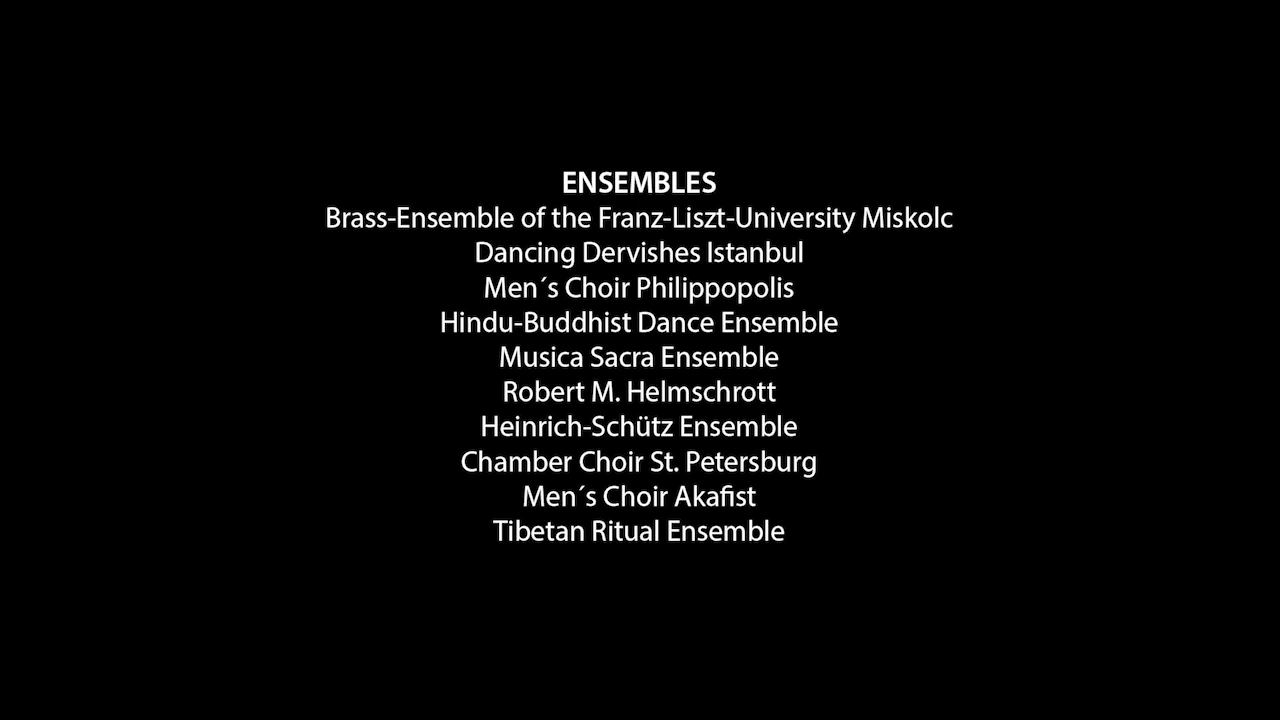 ENSEMBLES
Brass-Ensemble of the Franz-Liszt-University Miskolc
Dancing Dervishes Istanbul
Men´s Choir Philippopolis
Hindu-Buddhist Dance Ensemble
Musica Sacra Ensemble
Robert M. Helmschrott
Heinrich-Schütz Ensemble
Chamber Choir St. Petersburg
Men´s Choir Akafist
Tibetan Ritual Ensemble